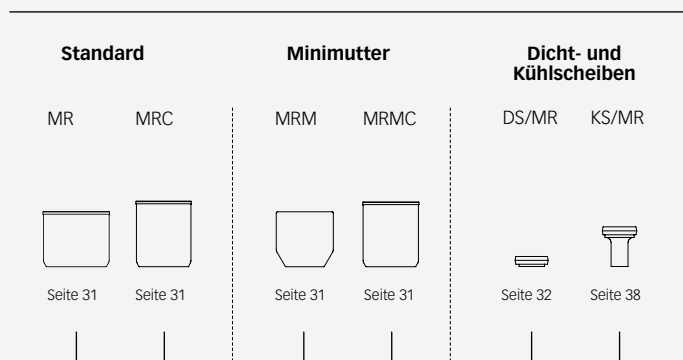 Standard
Minimutter
Dicht- und
Kühlscheiben
MR
MRC
MRM
MRMC
DS/MR
KS/MR
Seite 31
Seite 31
Seite 31
Seite 31
Seite 32
Seite 38